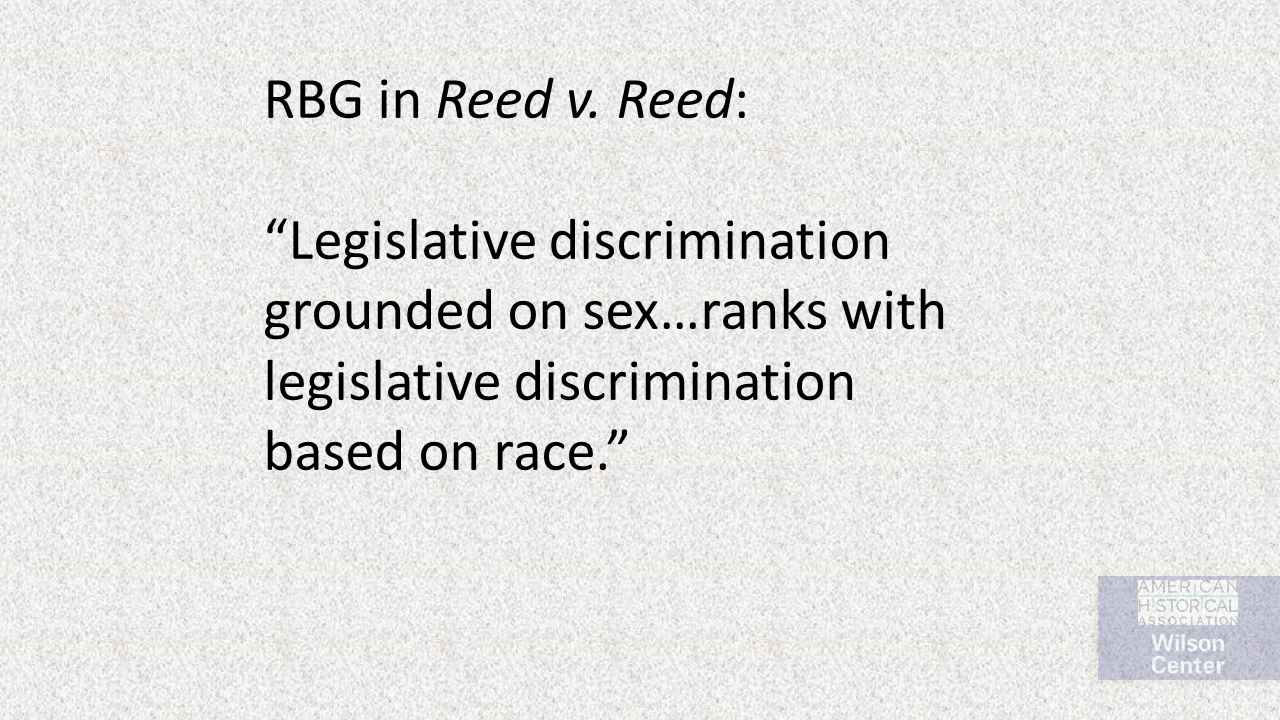 RBG in Reed v. Reed:
“Legislative discrimination
grounded on sex...ranks with
legislative discrimination
based on race.”
AMERICAN
HISTORICAL
ASSOCIATION
Wilson
Center